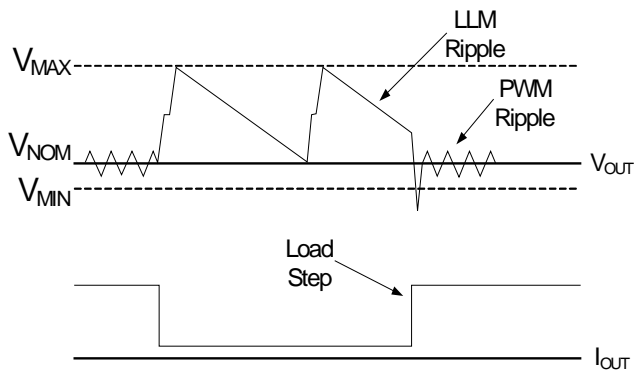 LLM
Ripple
VMAX
PWM
Ripple
VNOM
VOUT
VMIN
Load
Step
IOUT